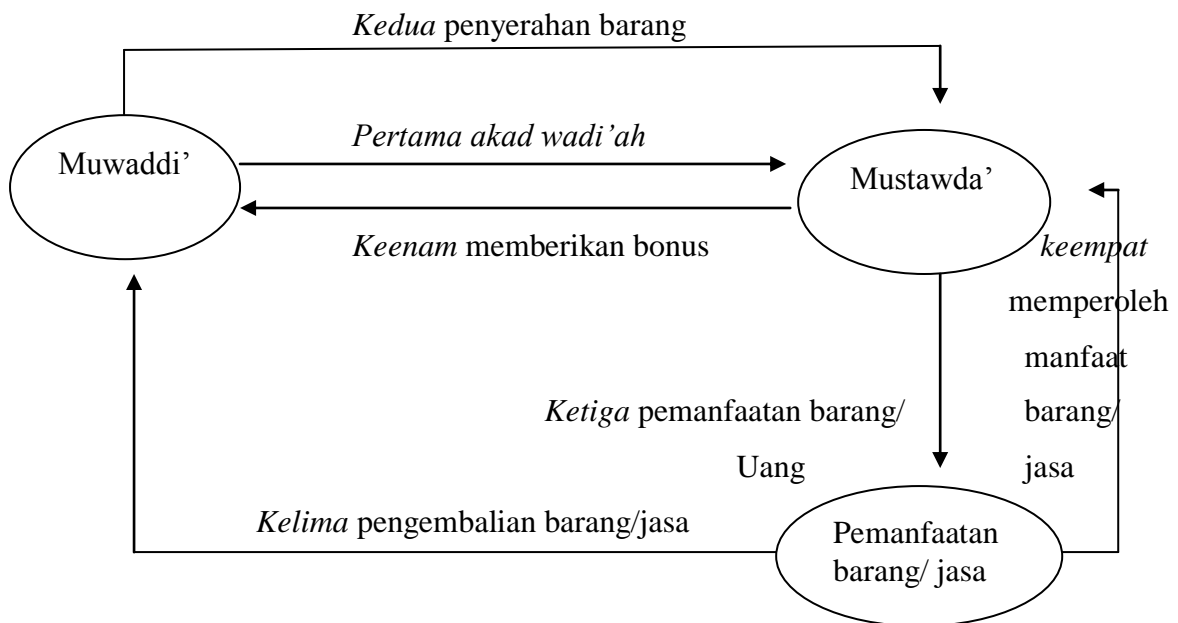 Kedua penyerahan barang
Muwaddi’
Pertama akad wadi’ah
Mustawda’
Keenam memberikan bonus
keempat
memperoleh
manfaat
barang/
jasa
Ketiga pemanfaatan barang/
Uang
Kelima pengembalian barang/jasa
Pemanfaatan
barang/ jasa